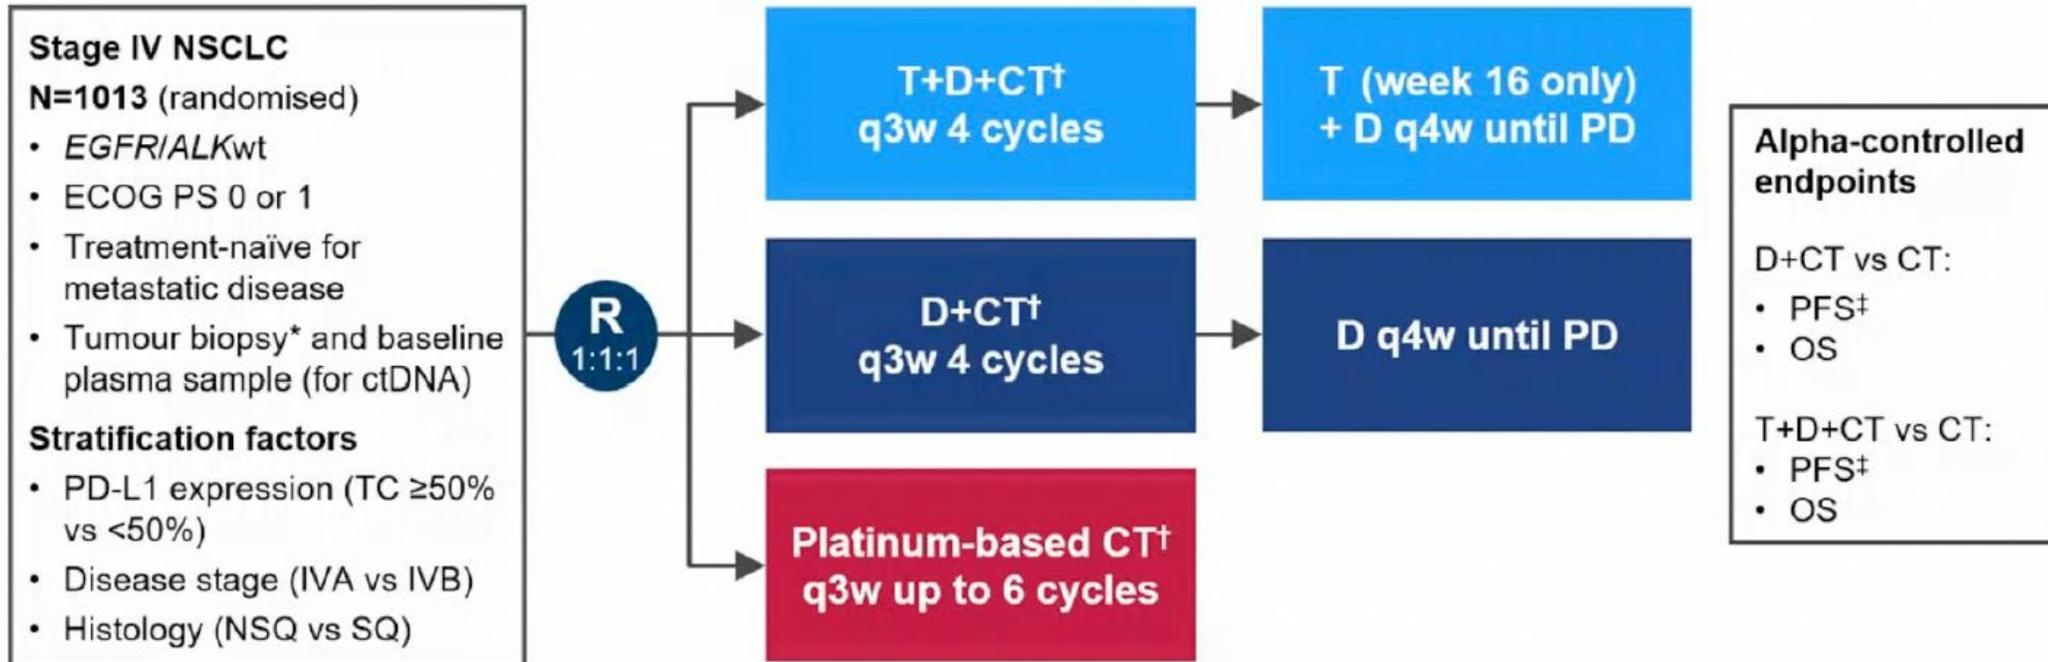 Stage IV NSCLC
N=1013 (randomised)
• EGFR/ALKwt
• ECOG PS 0 or 1
• Treatment-naïve for
metastatic disease
• Tumour biopsy* and baseline
plasma sample (for ctDNA)
Stratification factors
• PD-L1 expression (TC ≥50%
vs <50%)
• Disease stage (IVA vs IVB)
• Histology (NSQ vs SQ)
R
1:1:1
T+D+CT†
q3w 4 cycles
T (week 16 only)
+ D q4w until PD
D+CT†
q3w 4 cycles
D q4w until PD
Platinum-based CT†
q3w up to 6 cycles
Alpha-controlled
endpoints
D+CT vs CT:
• PFS‡
• OS
T+D+CT vs CT:
• PFS‡
• OS